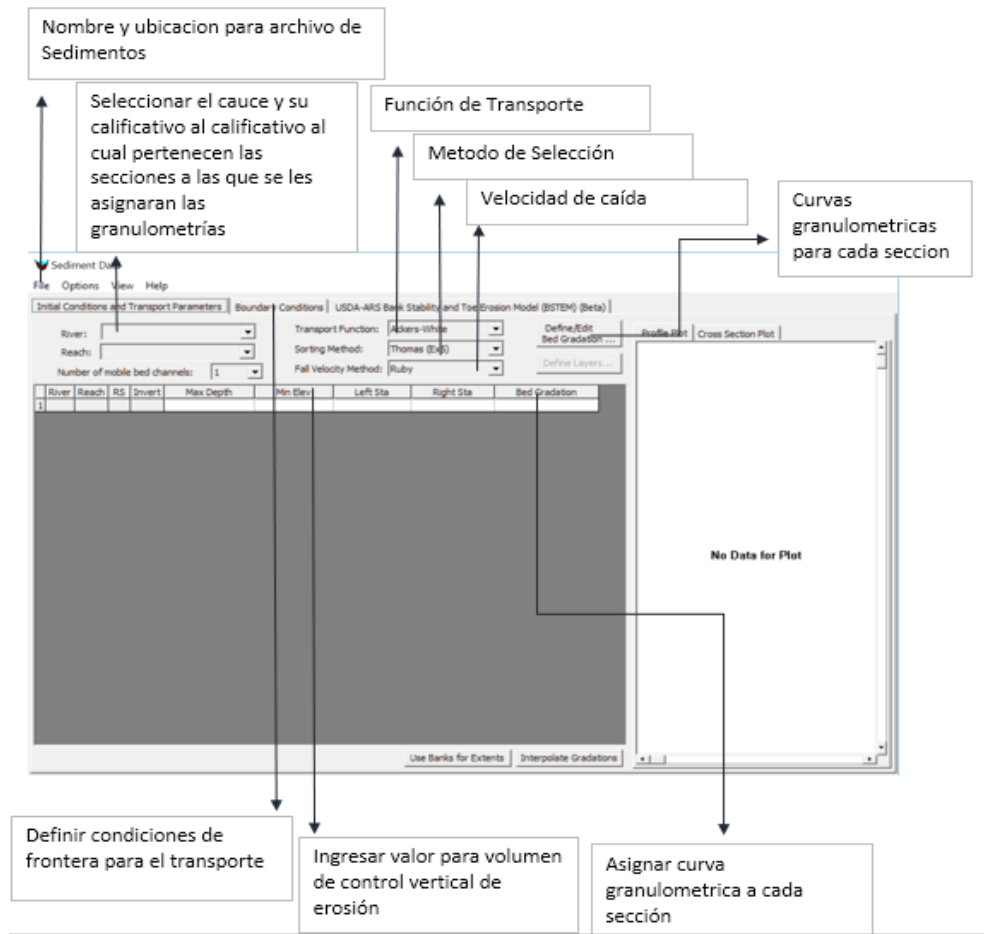 Nombre y ubicacion para archivo de
Sedimentos
Seleccionar el cauce y su
calificativo al calificativo al
cual pertenecen las
secciones a las que se les
asignaran las
granulometrías
Función de Transporte
Metodo de Selección
Velocidad de caída
Curvas
granulometricas
para cada seccion
Sediment Da
File Options View Help
Initial Conditions and Transport Parameters Boundary Conditions USDA-ARS Bank Stability and Toe Erosion Model (BSTEM) (Beta)
River:
Transport Function: Ackers-White
Define/Edit
Bed Gradation ...
Profile Plot Cross Section Plot
Reach:
Sorting Method: Thomas (Ex5)
Define Layers...
Number of mobile bed channels: 1
Fall Velocity Method: Ruby
River Reach RS Invert Max Depth Min Elev Left Sta Right Sta Bed Gradation
1
No Data for Plot
Use Banks for Extents Interpolate Gradations
Definir condiciones de
frontera para el transporte
Ingresar valor para volumen
de control vertical de
erosión
Asignar curva
granulometrica a cada
sección